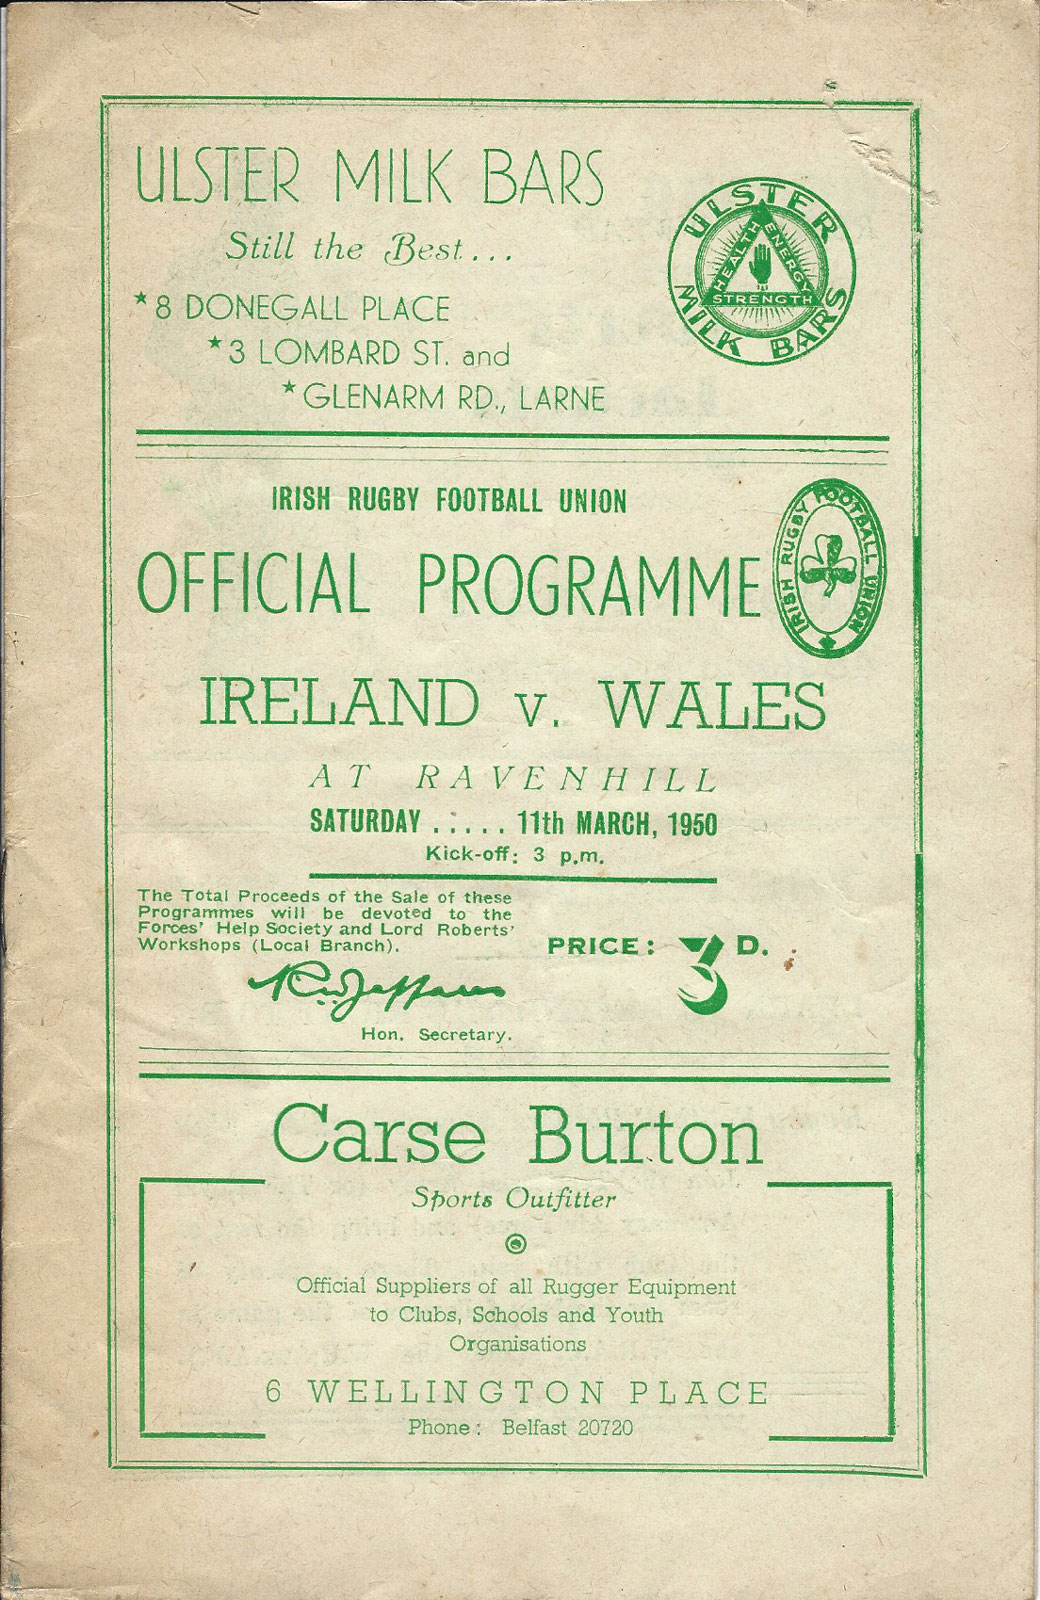 ULSTER MILK BARS
Still the Best...
*8 DONEGALL PLACE
*3 LOMBARD ST. and
*GLENARM RD., LARNE
ULSTER MILK BARS
HEALTH ENERGY
STRENGTH
IRISH RUGBY FOOTBALL UNION
OFFICIAL PROGRAMME
IRISH RUGBY FOOTBALL UNION
IRELAND v. WALES
AT RAVENHILL
SATURDAY ..... 11th MARCH, 1950
Kick-off: 3 p.m.
The Total Proceeds of the Sale of these
Programmes will be devoted to the
Forces' Help Society and Lord Roberts'
Workshops (Local Branch).
PRICE: 3D.
Hon. Secretary.
Carse Burton
Sports Outfitter
Official Suppliers of all Rugger Equipment
to Clubs, Schools and Youth
Organisations
6 WELLINGTON PLACE
Phone: Belfast 20720